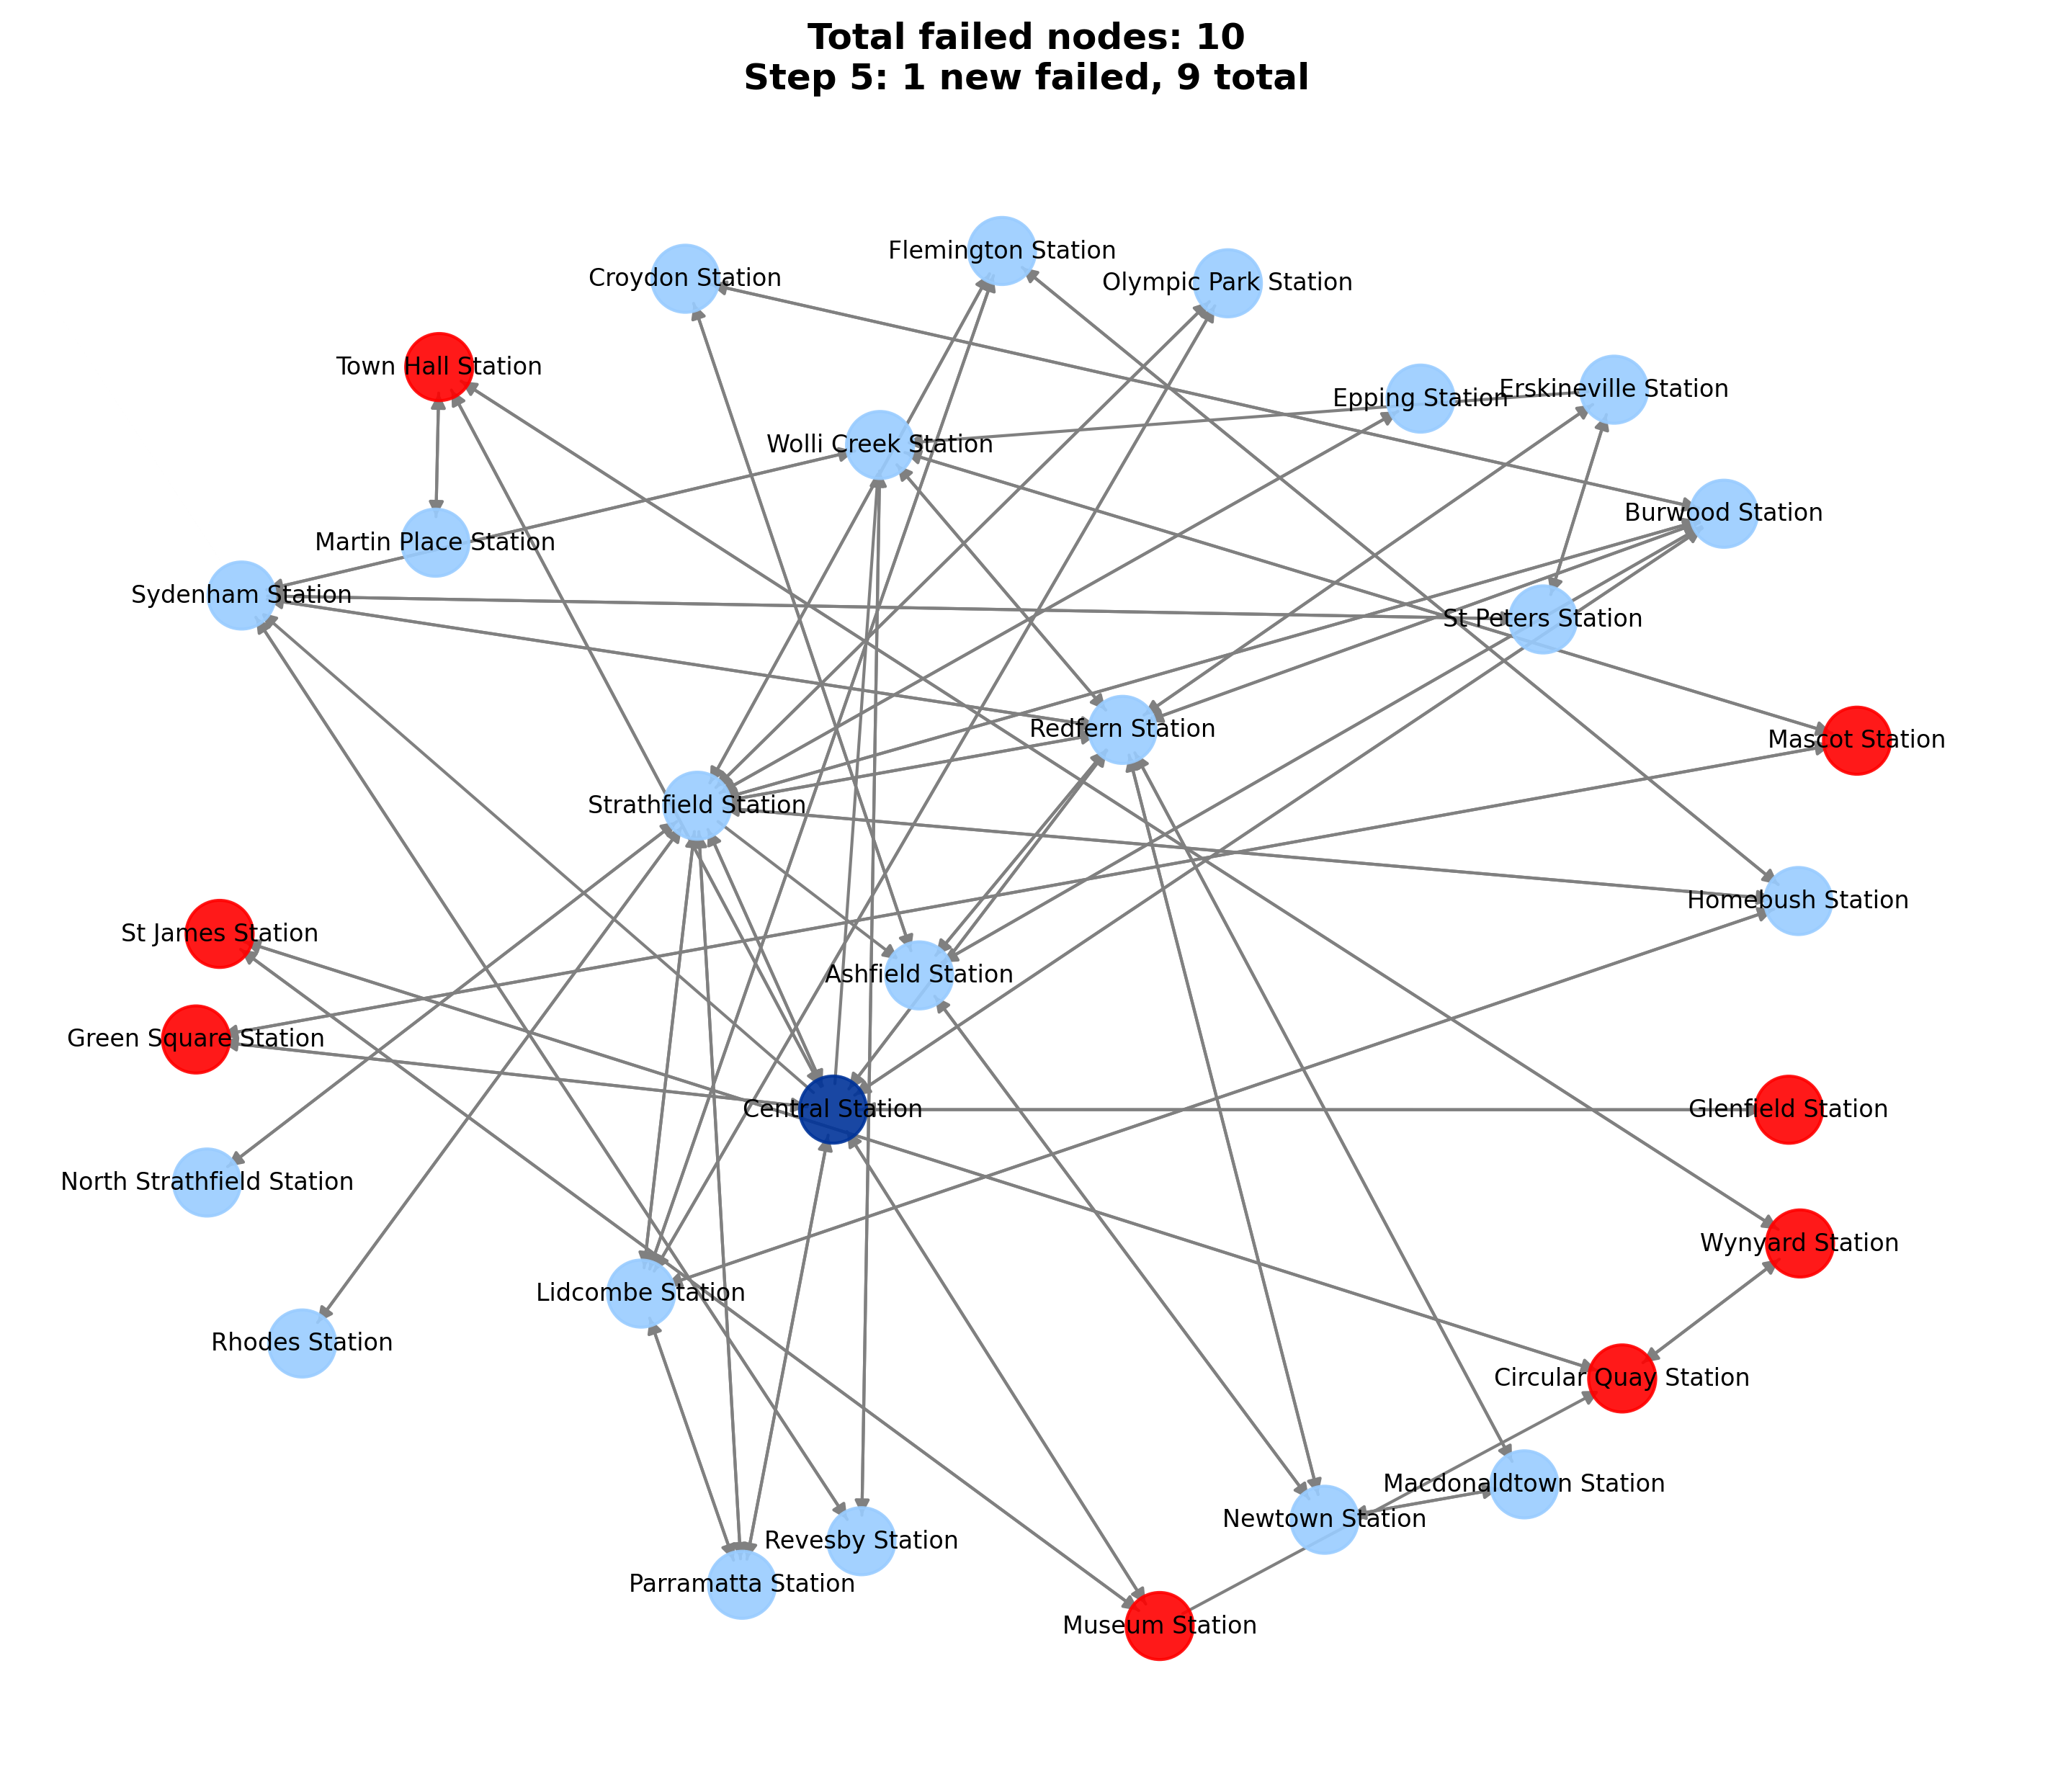 Total failed nodes: 10
Step 5: 1 new failed, 9 total
Flemington Station
Croydon Station
Olympic Park Station
Town Hall Station
Epping Station
Erskineville Station
Wolli Creek Station
Burwood Station
Martin Place Station
Sydenham Station
St Peters Station
Redfern Station
Mascot Station
Strathfield Station
Homebush Station
St James Station
Ashfield Station
Green Square Station
Central Station
Glenfield Station
North Strathfield Station
Wynyard Station
Lidcombe Station
Rhodes Station
Circular Quay Station
Macdonaldtown Station
Newtown Station
Revesby Station
Parramatta Station
Museum Station